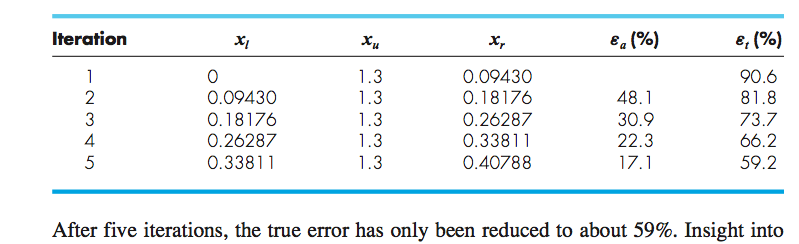 Iteration x_l x_u x_r ε_a (%) ε_t (%)
1 0 1.3 0.09430 90.6
2 0.09430 1.3 0.18176 48.1 81.8
3 0.18176 1.3 0.26287 30.9 73.7
4 0.26287 1.3 0.33811 22.3 66.2
5 0.33811 1.3 0.40788 17.1 59.2
After five iterations, the true error has only been reduced to about 59%. Insight into